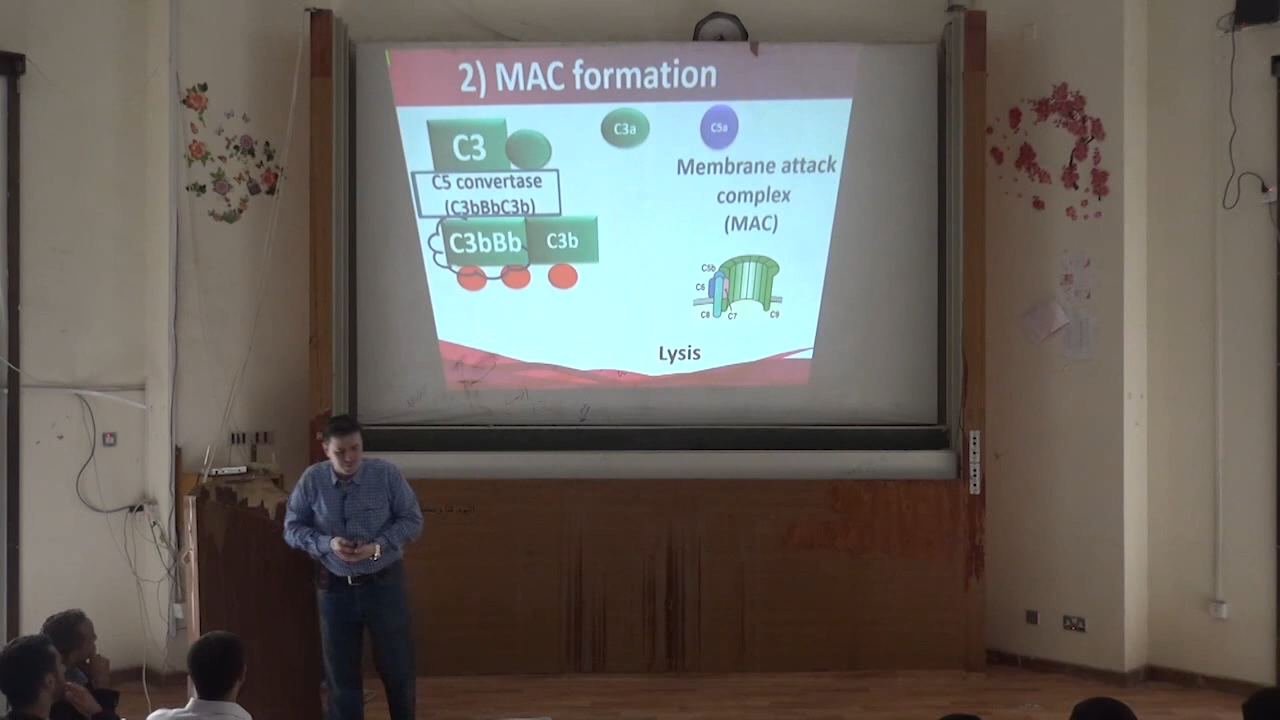 2) MAC formation
C3
C3a
C5a
C5 convertase
(C3bBbC3b)
C3bBb
C3b
Membrane attack
complex
(MAC)
C5b
C6
C8
C7
C9
Lysis